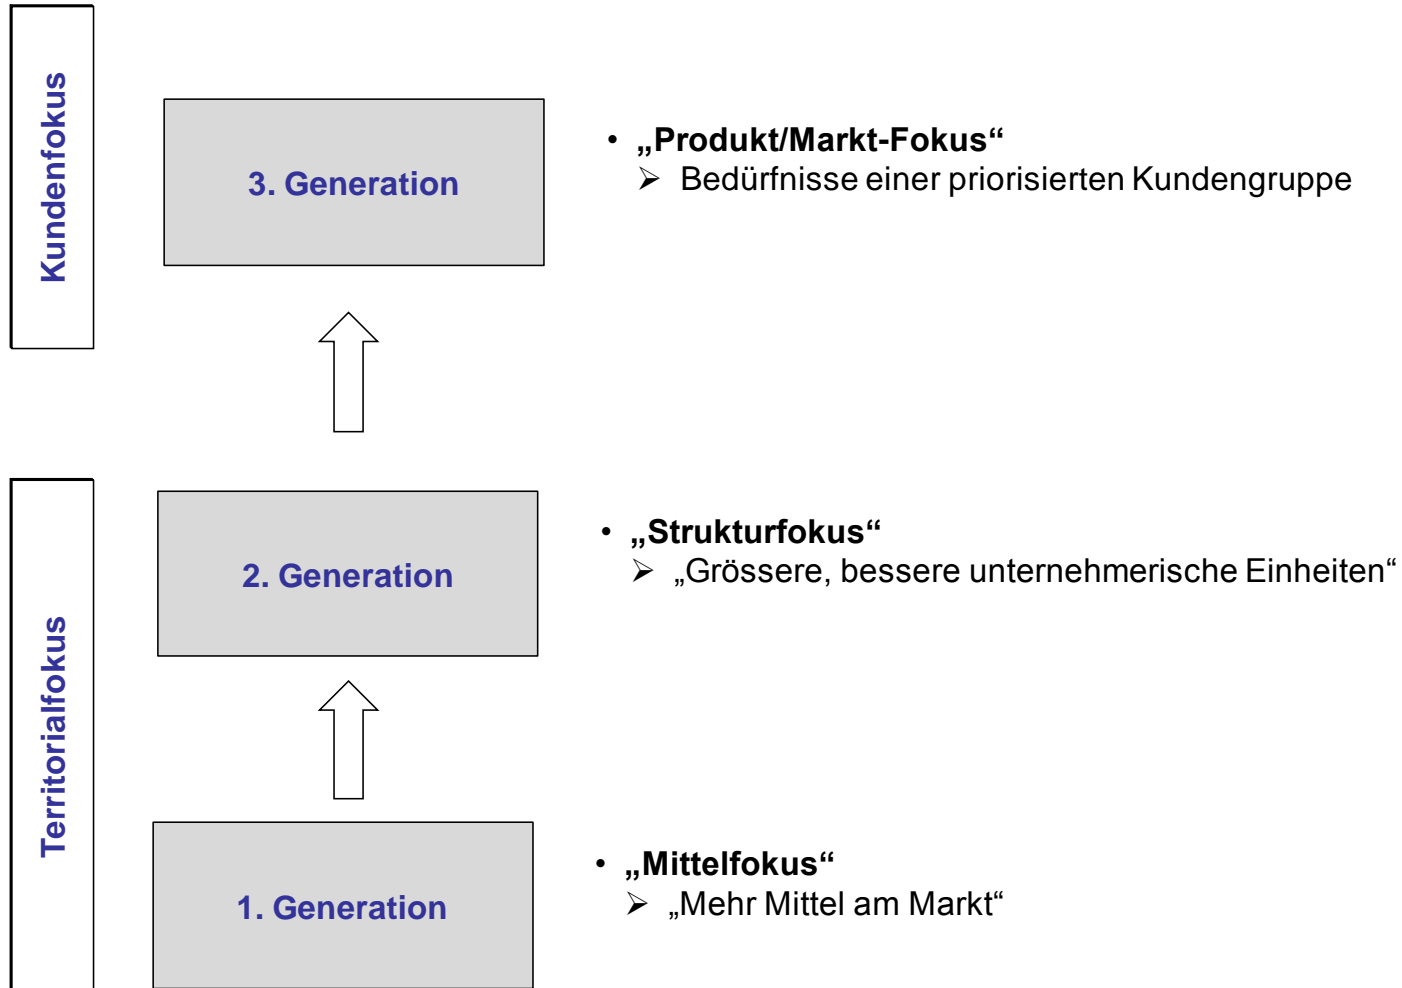 Kundenfokus
3. Generation
• „Produkt/Markt-Fokus“
➢ Bedürfnisse einer priorisierten Kundengruppe
Territorialfokus
2. Generation
• „Strukturfokus“
➢ „Grössere, bessere unternehmerische Einheiten“
1. Generation
• „Mittelfokus“
➢ „Mehr Mittel am Markt“